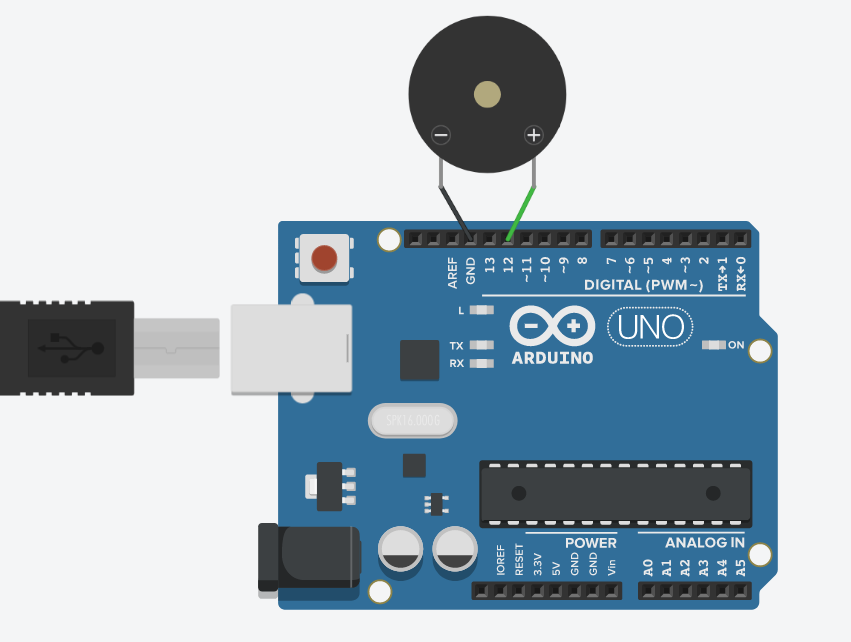 − +
AREF
GND
13
12
~11
~10
~9
8
7
~6
~5
4
~3
2
TX→1
RX←0
DIGITAL (PWM~)
L
TX
RX
− +
UNO
ARDUINO
ON
SPK16.000G
POWER
ANALOG IN
IOREF
RESET
3.3V
5V
GND
GND
Vin
A0
A1
A2
A3
A4
A5